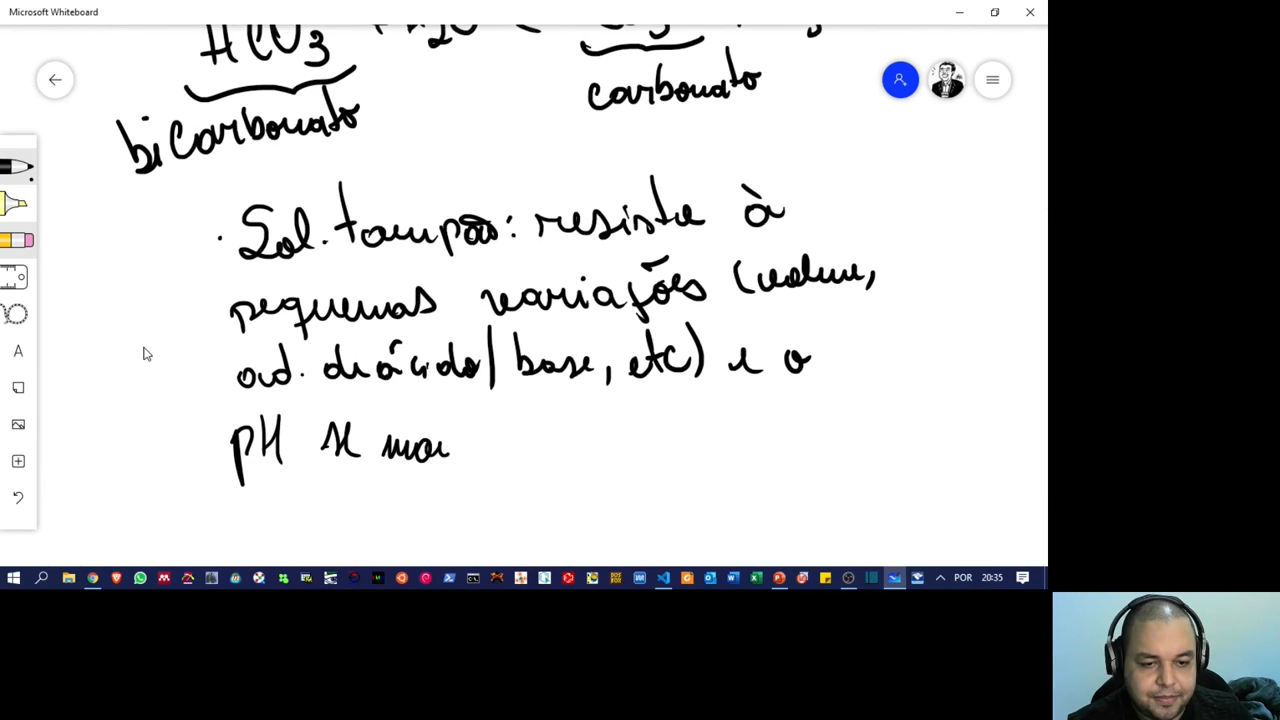 Microsoft Whiteboard
HCO3
carbonato
bicarbonato
· Sol. tampão: resiste à
pequenas variações (volume,
ad. de ácido/base, etc) e o
pH se man
POR 20:35